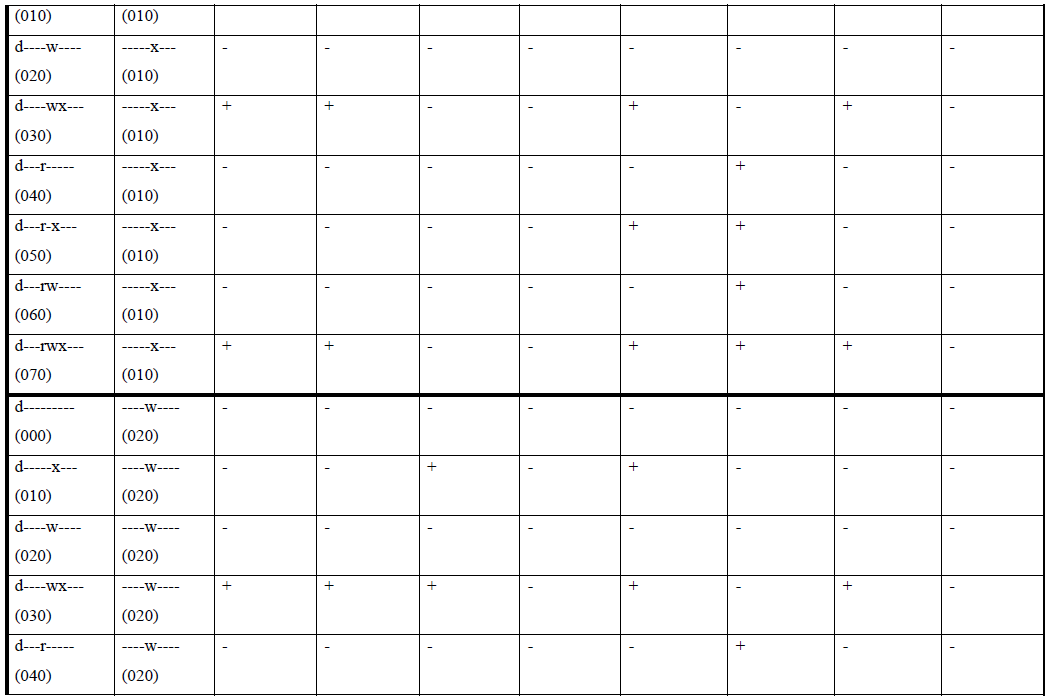 (010) (010)
d----w---- -----x--- - - - - - - - -
(020) (010)
d----wx--- -----x--- + + - - + - + -
(030) (010)
d---r----- -----x--- - - - - - + - -
(040) (010)
d---r-x--- -----x--- - - - - + + - -
(050) (010)
d---rw---- -----x--- - - - - - + - -
(060) (010)
d---rwx--- -----x--- + + - - + + + -
(070) (010)
d--------- ----w---- - - - - - - - -
(000) (020)
d-----x--- ----w---- - - + - + - - -
(010) (020)
d----w---- ----w---- - - - - - - - -
(020) (020)
d----wx--- ----w---- + + + - + - + -
(030) (020)
d---r----- ----w---- - - - - - + - -
(040) (020)